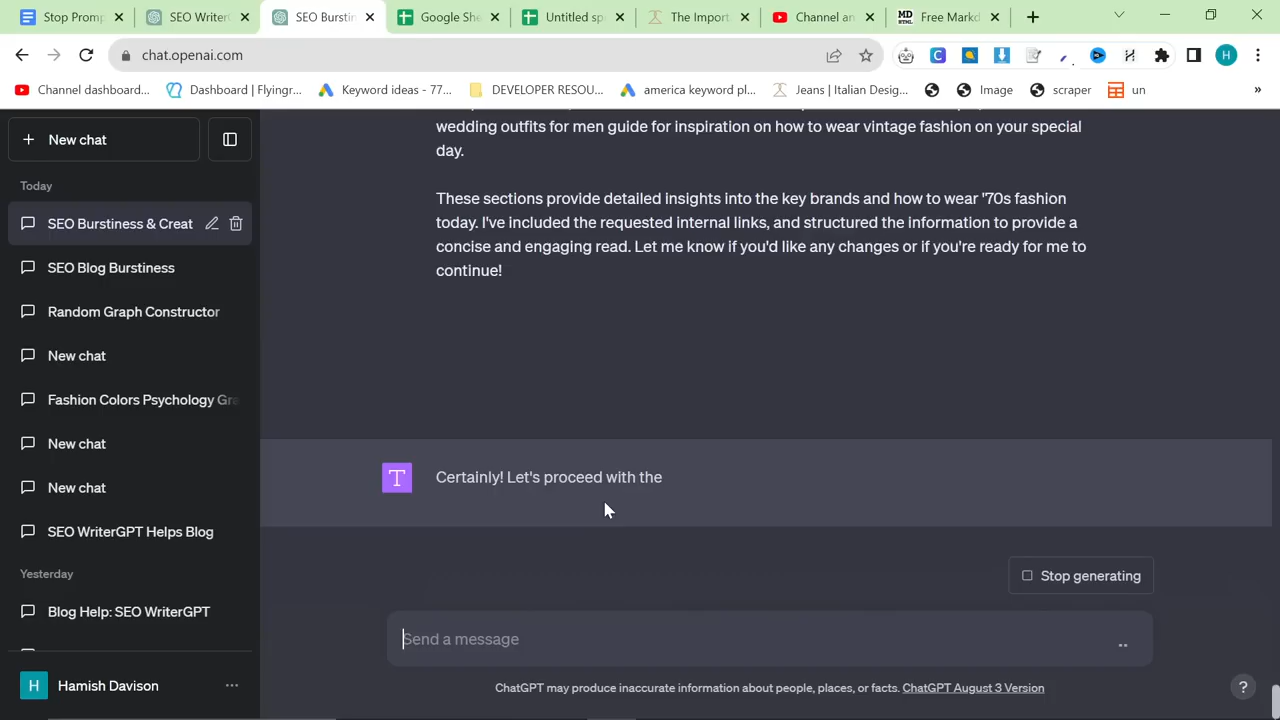 Stop Promp
SEO WriterG
SEO Burstin
Google She
Untitled sp
The Import
Channel an
Free Markd
chat.openai.com
Channel dashboard...
Dashboard | Flyingr...
Keyword ideas - 77...
DEVELOPER RESOU...
america keyword pl...
Jeans | Italian Desig...
Image
scraper
un
»
New chat
Today
SEO Burstiness & Creat
SEO Blog Burstiness
Random Graph Constructor
New chat
Fashion Colors Psychology Gra
New chat
New chat
SEO WriterGPT Helps Blog
Yesterday
Blog Help: SEO WriterGPT
H
Hamish Davison
wedding outfits for men guide for inspiration on how to wear vintage fashion on your special
day.
These sections provide detailed insights into the key brands and how to wear '70s fashion
today. I've included the requested internal links, and structured the information to provide a
concise and engaging read. Let me know if you'd like any changes or if you're ready for me to
continue!
T
Certainly! Let's proceed with the
Stop generating
Send a message
ChatGPT may produce inaccurate information about people, places, or facts. ChatGPT August 3 Version
?